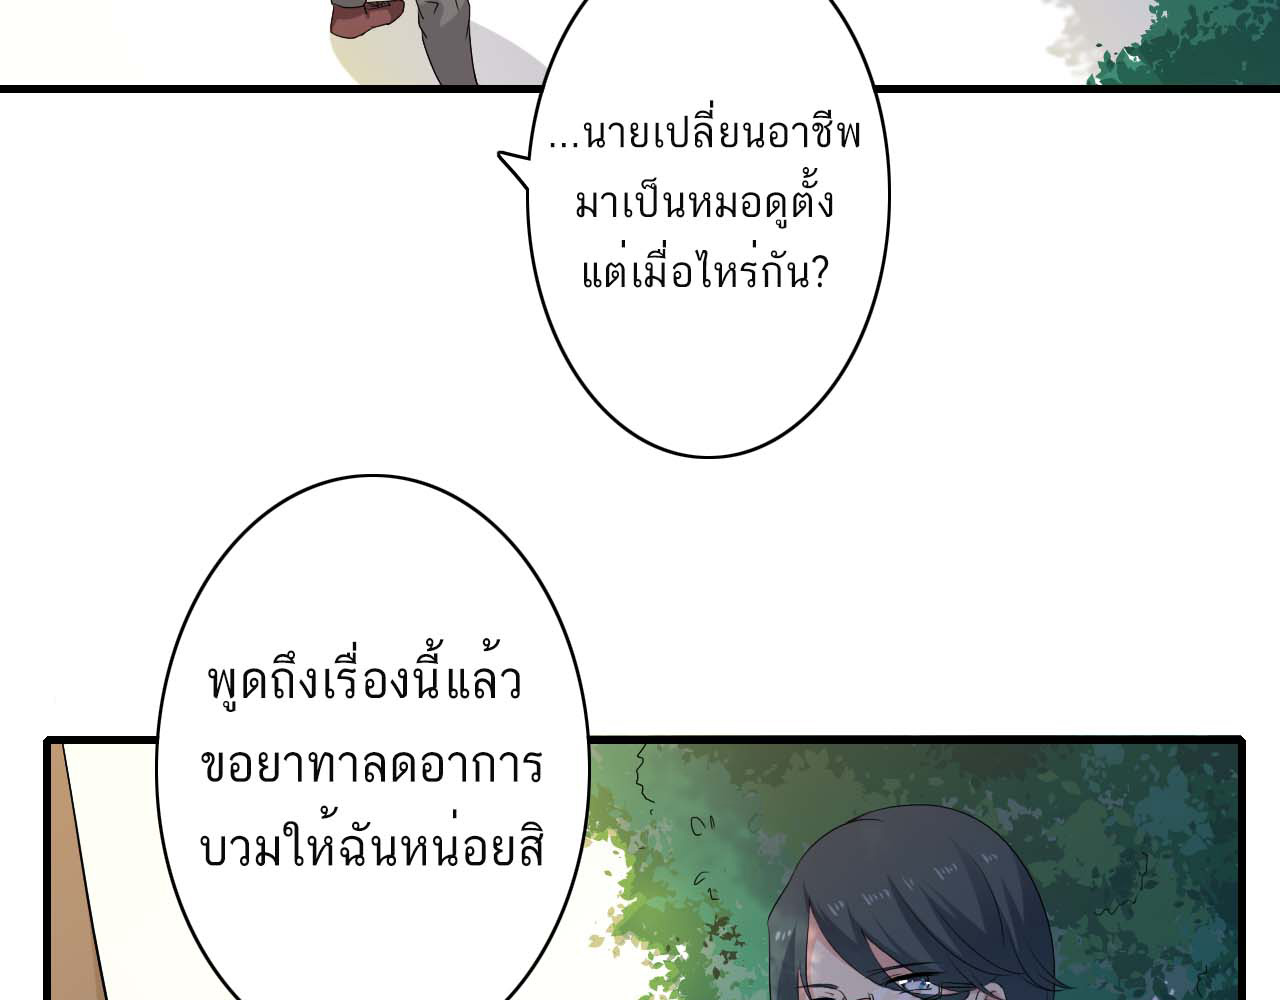 ...นายเปลี่ยนอาชีพ
มาเป็นหมอดูตั้ง
แต่เมื่อไหร่กัน?
พูดถึงเรื่องนี้แล้ว
ขอยาทาลดอาการ
บวมให้ฉันหน่อยสิ